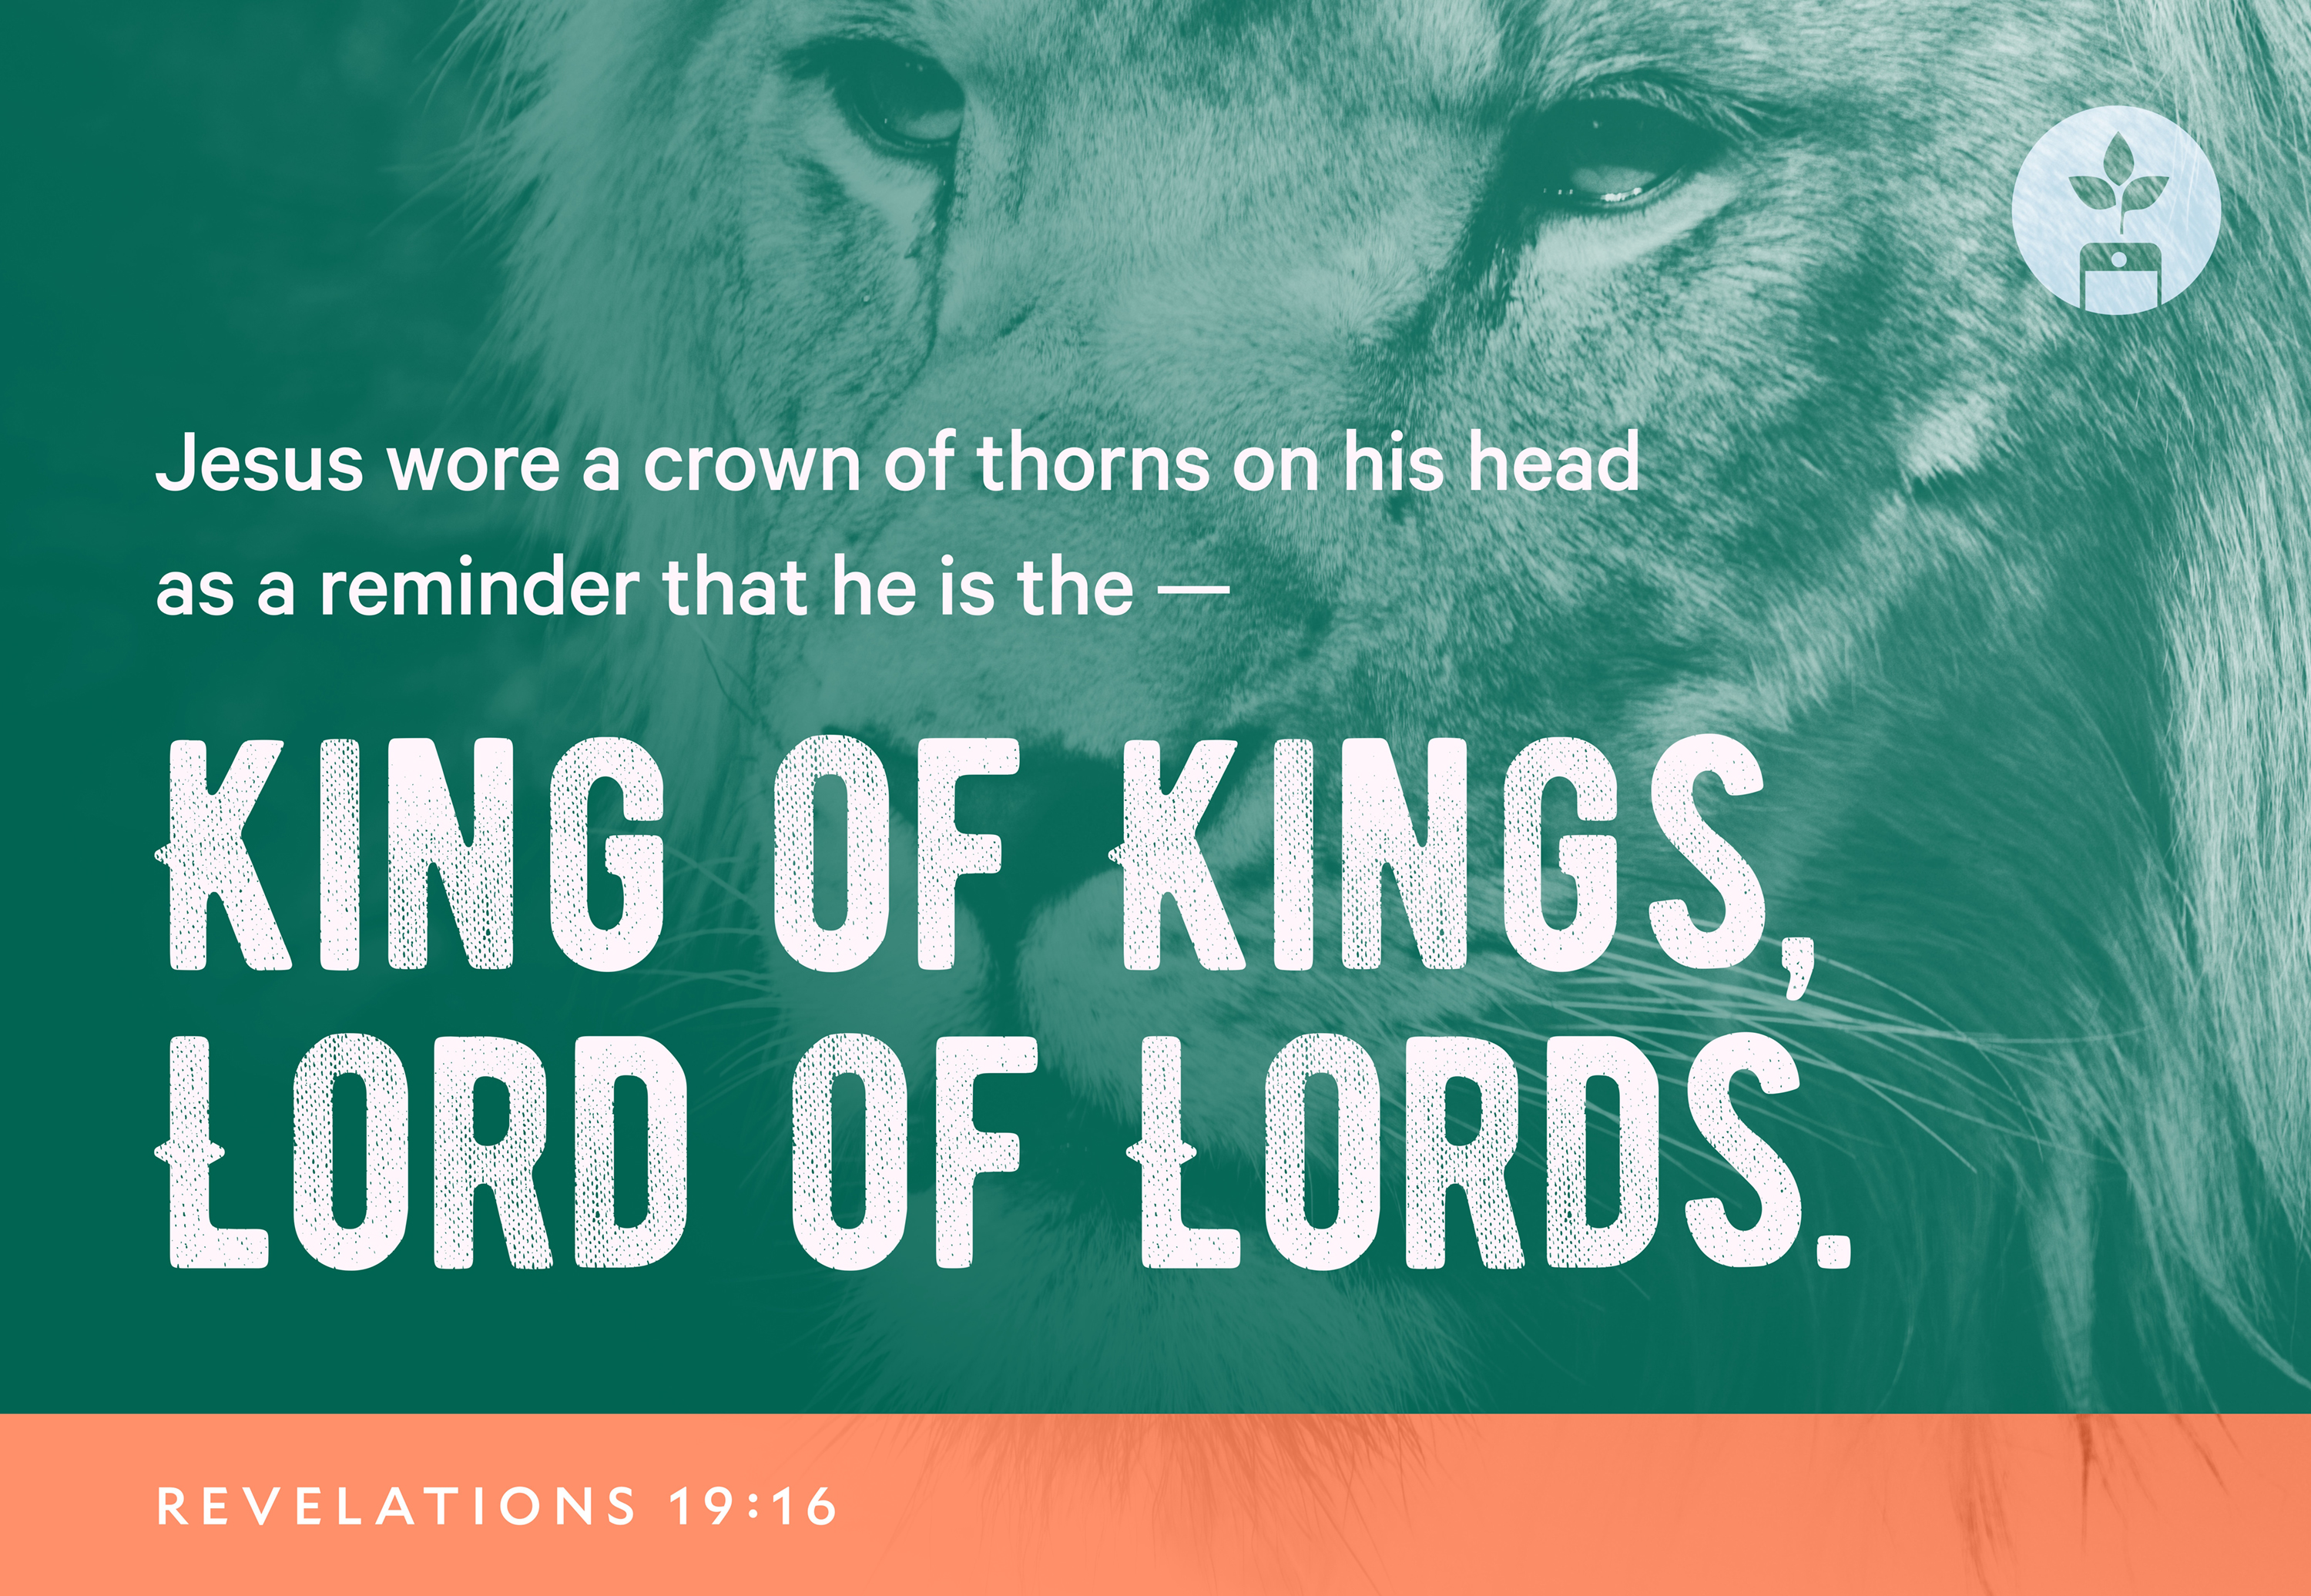 Jesus wore a crown of thorns on his head
as a reminder that he is the —
KING OF KINGS,
LORD OF LORDS.
REVELATIONS 19:16